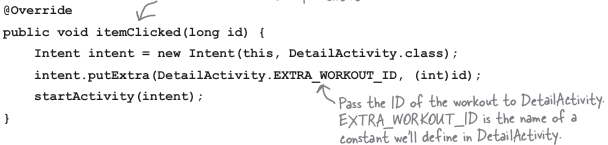 @Override
public void itemClicked(long id) {
Intent intent = new Intent(this, DetailActivity.class);
intent.putExtra(DetailActivity.EXTRA_WORKOUT_ID, (int)id);
startActivity(intent);
Pass the ID of the workout to DetailActivity.
}
EXTRA_WORKOUT_ID is the name of a
constant we'll define in DetailActivity.